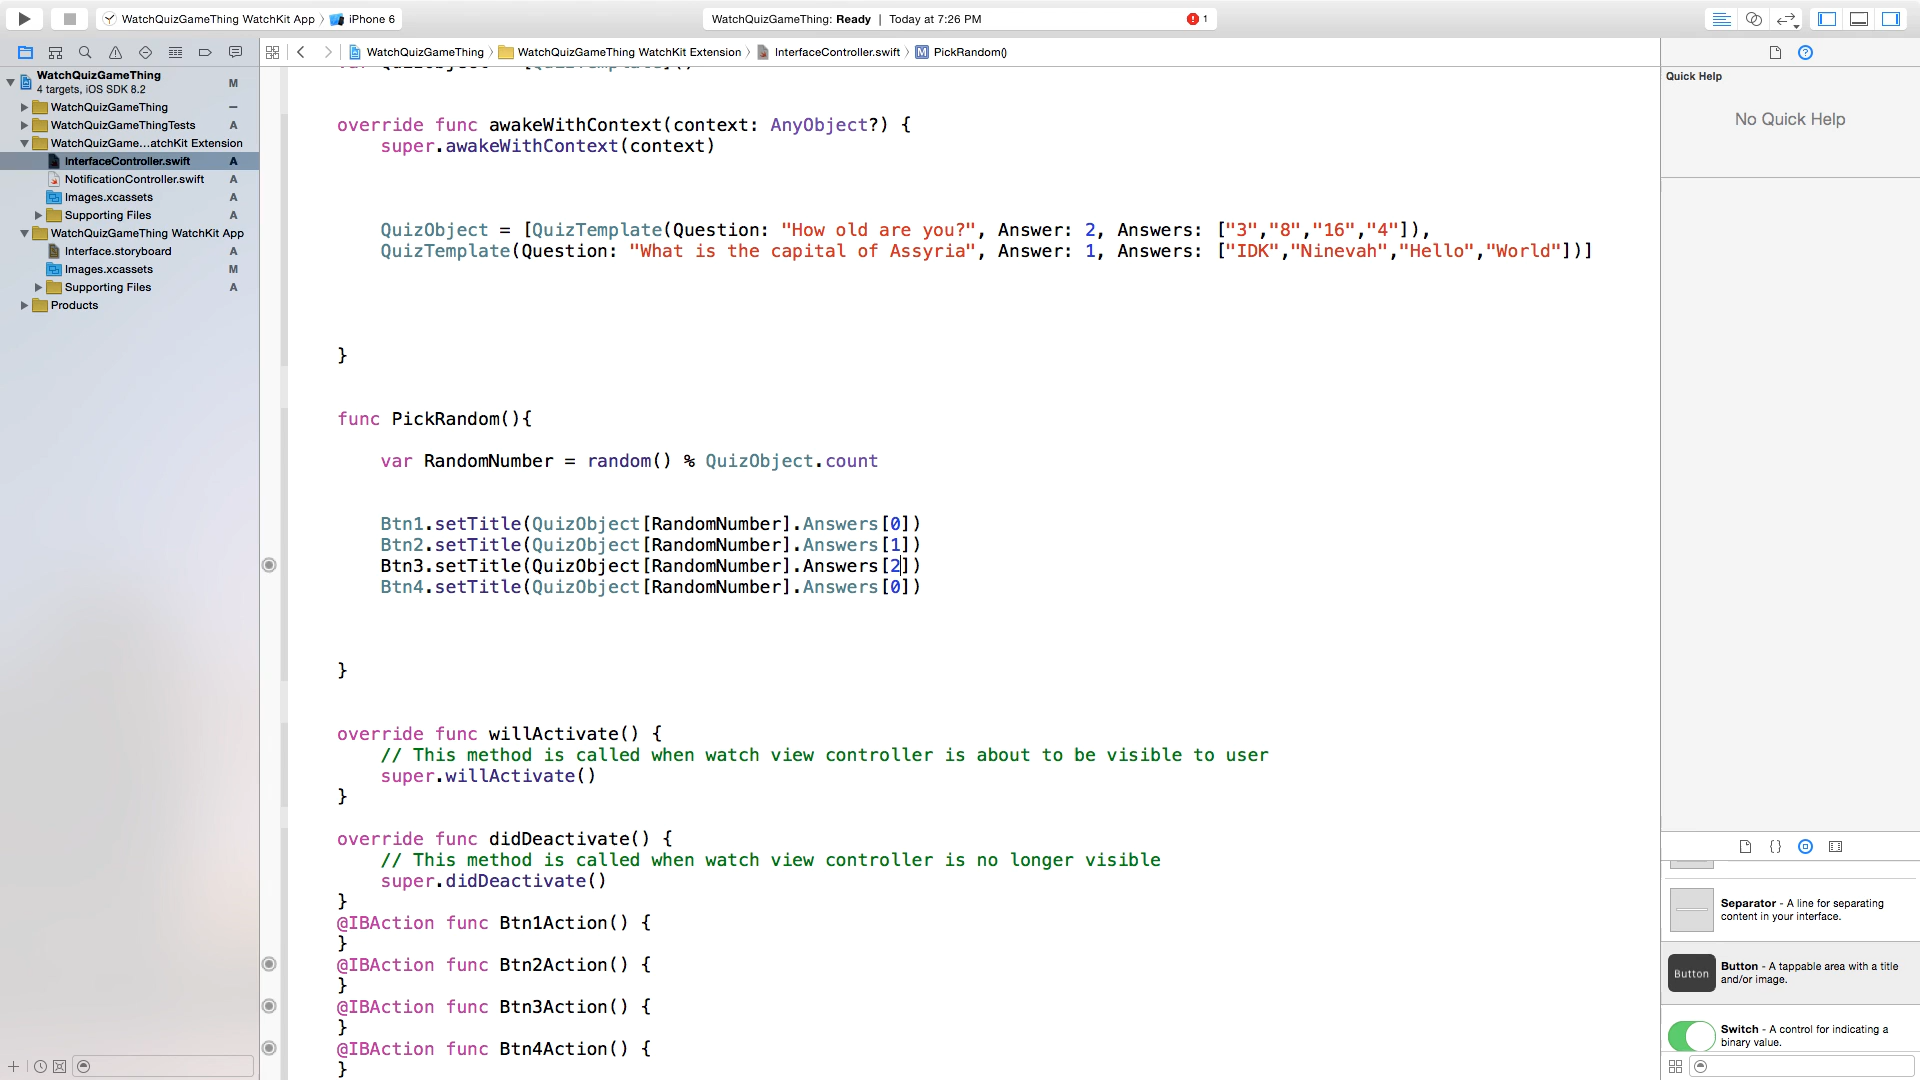 WatchQuizGameThing WatchKit App 〉 iPhone 6
WatchQuizGameThing: Ready | Today at 7:26 PM
1
WatchQuizGameThing 〉 WatchQuizGameThing WatchKit Extension 〉 InterfaceController.swift 〉 M PickRandom()
WatchQuizGameThing M
4 targets, iOS SDK 8.2
WatchQuizGameThing –
WatchQuizGameThingTests A
WatchQuizGame...atchKit Extension
InterfaceController.swift A
NotificationController.swift A
Images.xcassets A
Supporting Files A
WatchQuizGameThing WatchKit App
Interface.storyboard A
Images.xcassets M
Supporting Files A
Products
override func awakeWithContext(context: AnyObject?) {
super.awakeWithContext(context)
QuizObject = [QuizTemplate(Question: "How old are you?", Answer: 2, Answers: ["3","8","16","4"]),
QuizTemplate(Question: "What is the capital of Assyria", Answer: 1, Answers: ["IDK","Ninevah","Hello","World"])]
}
func PickRandom(){
var RandomNumber = random() % QuizObject.count
Btn1.setTitle(QuizObject[RandomNumber].Answers[0])
Btn2.setTitle(QuizObject[RandomNumber].Answers[1])
Btn3.setTitle(QuizObject[RandomNumber].Answers[2])
Btn4.setTitle(QuizObject[RandomNumber].Answers[0])
}
override func willActivate() {
// This method is called when watch view controller is about to be visible to user
super.willActivate()
}
override func didDeactivate() {
// This method is called when watch view controller is no longer visible
super.didDeactivate()
}
@IBAction func Btn1Action() {
}
@IBAction func Btn2Action() {
}
@IBAction func Btn3Action() {
}
@IBAction func Btn4Action() {
}
Quick Help
No Quick Help
Separator - A line for separating
content in your interface.
Button
Button - A tappable area with a title
and/or image.
Switch - A control for indicating a
binary value.